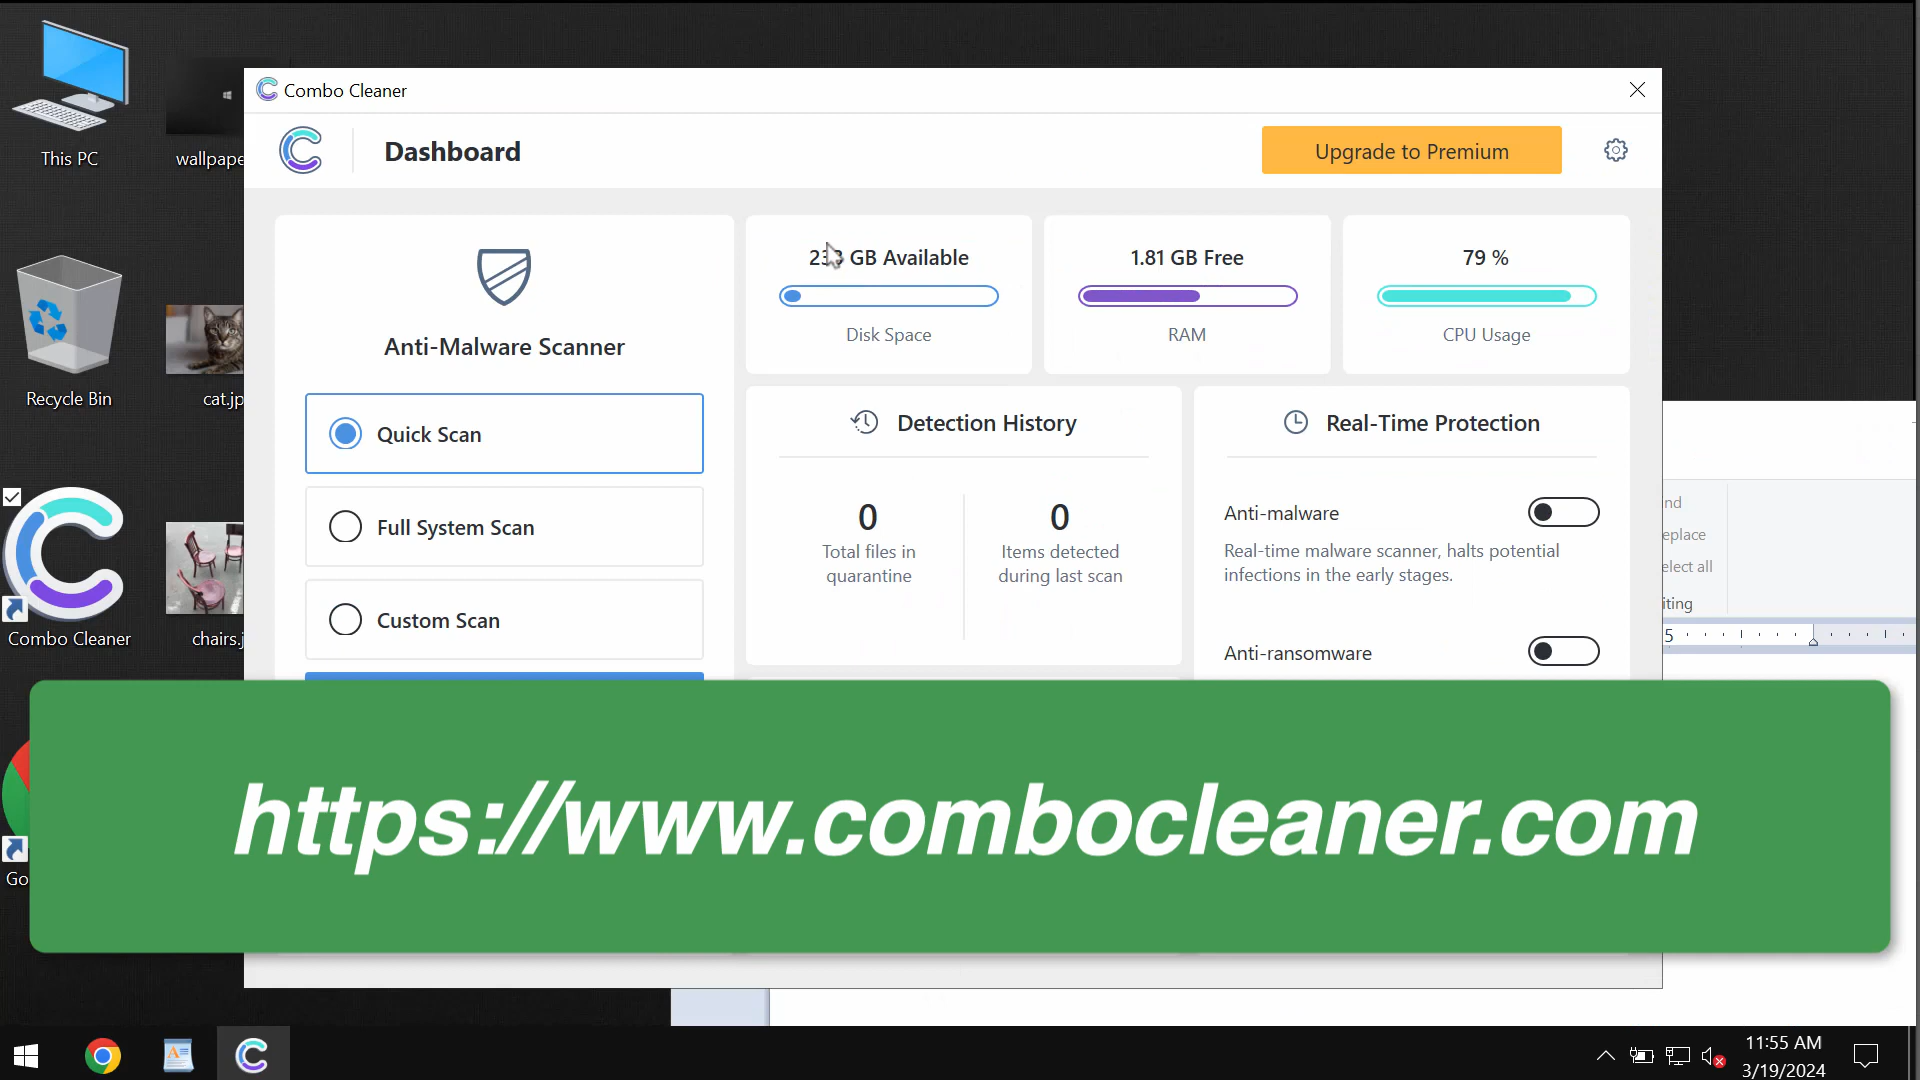 This PC
wallpape
Recycle Bin
cat.jp
Combo Cleaner
chairs.j
Go
Combo Cleaner
Dashboard
Upgrade to Premium
Anti-Malware Scanner
Quick Scan
Full System Scan
Custom Scan
GB Available
Disk Space
1.81 GB Free
RAM
79 %
CPU Usage
Detection History
0
Total files in
quarantine
0
Items detected
during last scan
Real-Time Protection
Anti-malware
Real-time malware scanner, halts potential
infections in the early stages.
Anti-ransomware
nd
eplace
elect all
iting
5
https://www.combocleaner.com
11:55 AM
3/19/2024